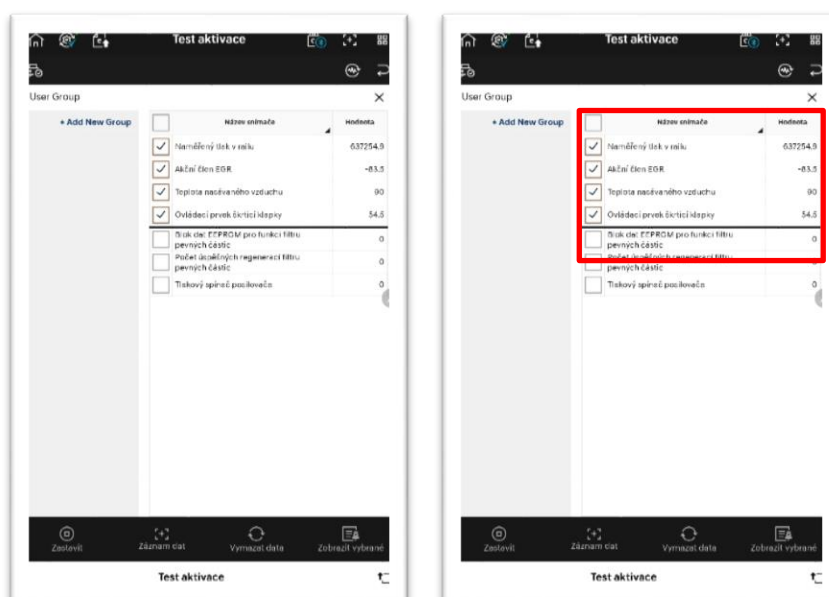 Test aktivace
User Group
+ Add New Group
Název snímače
Hodnota
Naměřený tlak v railu
637254.9
Akční člen EGR
-83.5
Teplota nasávaného vzduchu
90
Ovládací prvek škrticí klapky
54.5
Blok dat EEPROM pro funkci filtru
pevných částic
0
Počet úspěšných regenerací filtru
pevných částic
0
Tlakový spínač posilovače
0
Zastavit
Záznam dat
Vymazat data
Zobrazit vybrané
Test aktivace
Test aktivace
User Group
+ Add New Group
Název snímače
Hodnota
Naměřený tlak v railu
637254.9
Akční člen EGR
-83.5
Teplota nasávaného vzduchu
90
Ovládací prvek škrticí klapky
54.5
Blok dat EEPROM pro funkci filtru
pevných částic
0
Počet úspěšných regenerací filtru
pevných částic
0
Tlakový spínač posilovače
0
Zastavit
Záznam dat
Vymazat data
Zobrazit vybrané
Test aktivace